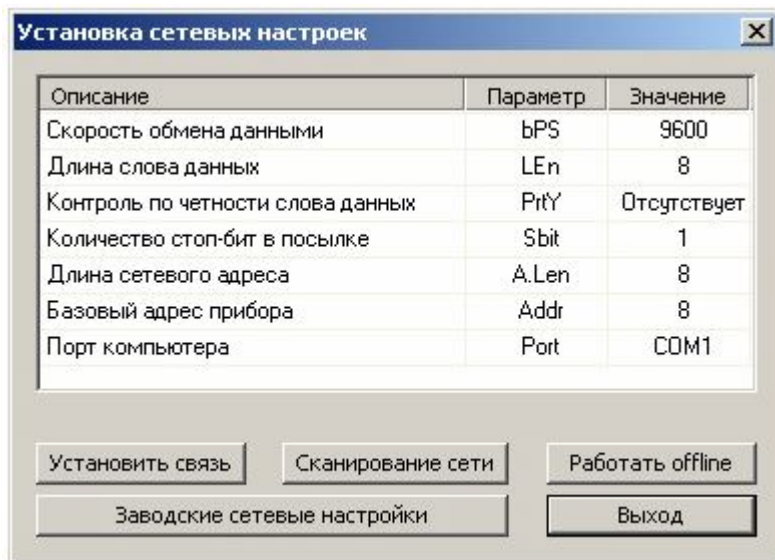 Установка сетевых настроек
Описание Параметр Значение
Скорость обмена данными bPS 9600
Длина слова данных LEn 8
Контроль по четности слова данных PrtY Отсутствует
Количество стоп-бит в посылке Sbit 1
Длина сетевого адреса A.Len 8
Базовый адрес прибора Addr 8
Порт компьютера Port COM1
Установить связь Сканирование сети Работать offline
Заводские сетевые настройки Выход